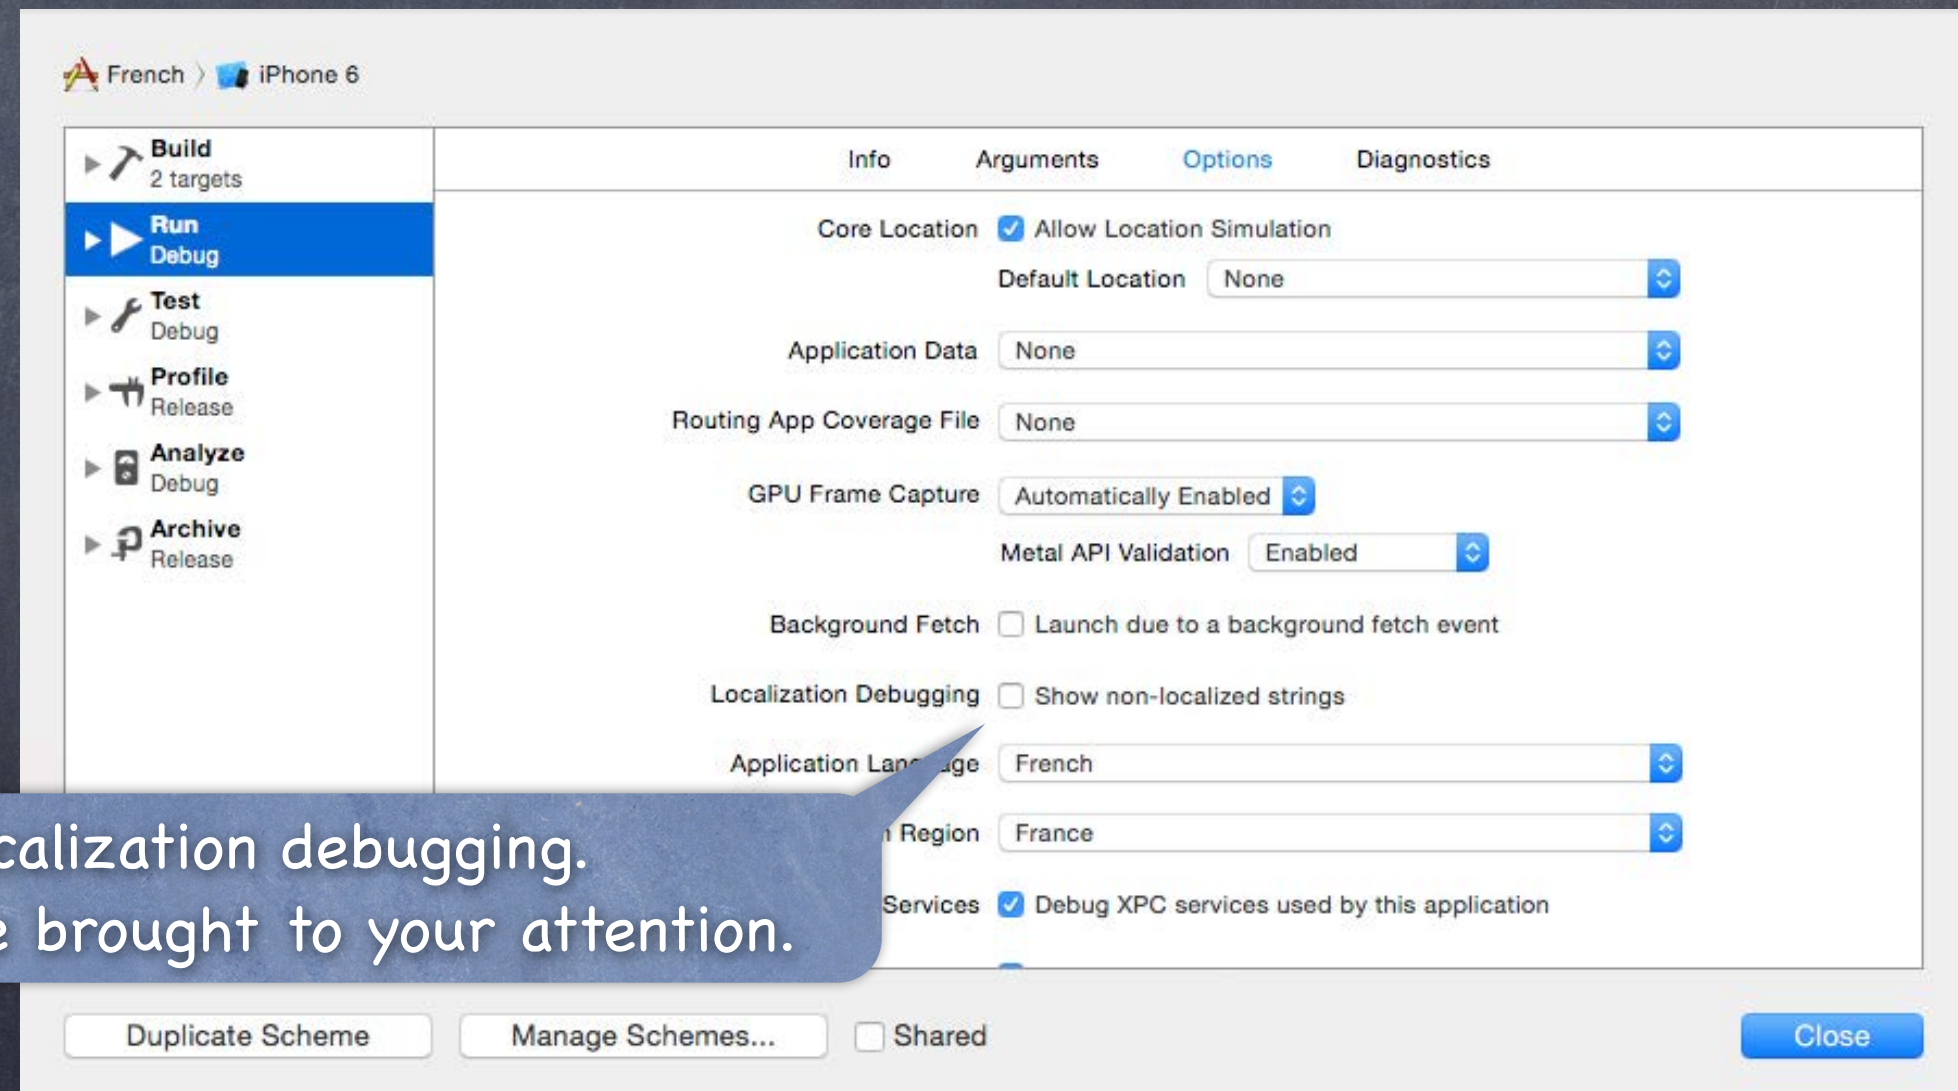 French 〉 iPhone 6
Build
2 targets
Run
Debug
Test
Debug
Profile
Release
Analyze
Debug
Archive
Release
Info Arguments Options Diagnostics
Core Location Allow Location Simulation
Default Location None
Application Data None
Routing App Coverage File None
GPU Frame Capture Automatically Enabled
Metal API Validation Enabled
Background Fetch Launch due to a background fetch event
Localization Debugging Show non-localized strings
Application French
Region France
Services Debug XPC services used by this application
debugging.
brought to your attention.
Duplicate Scheme Manage Schemes... Shared Close